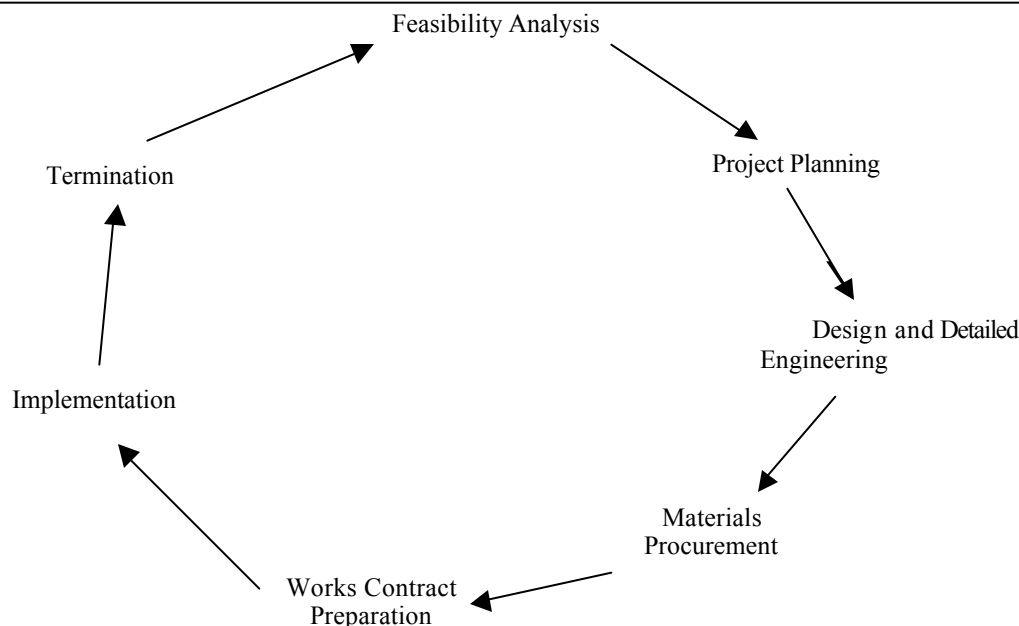 Feasibility Analysis
Project Planning
Design and Detailed
Engineering
Materials
Procurement
Works Contract
Preparation
Implementation
Termination